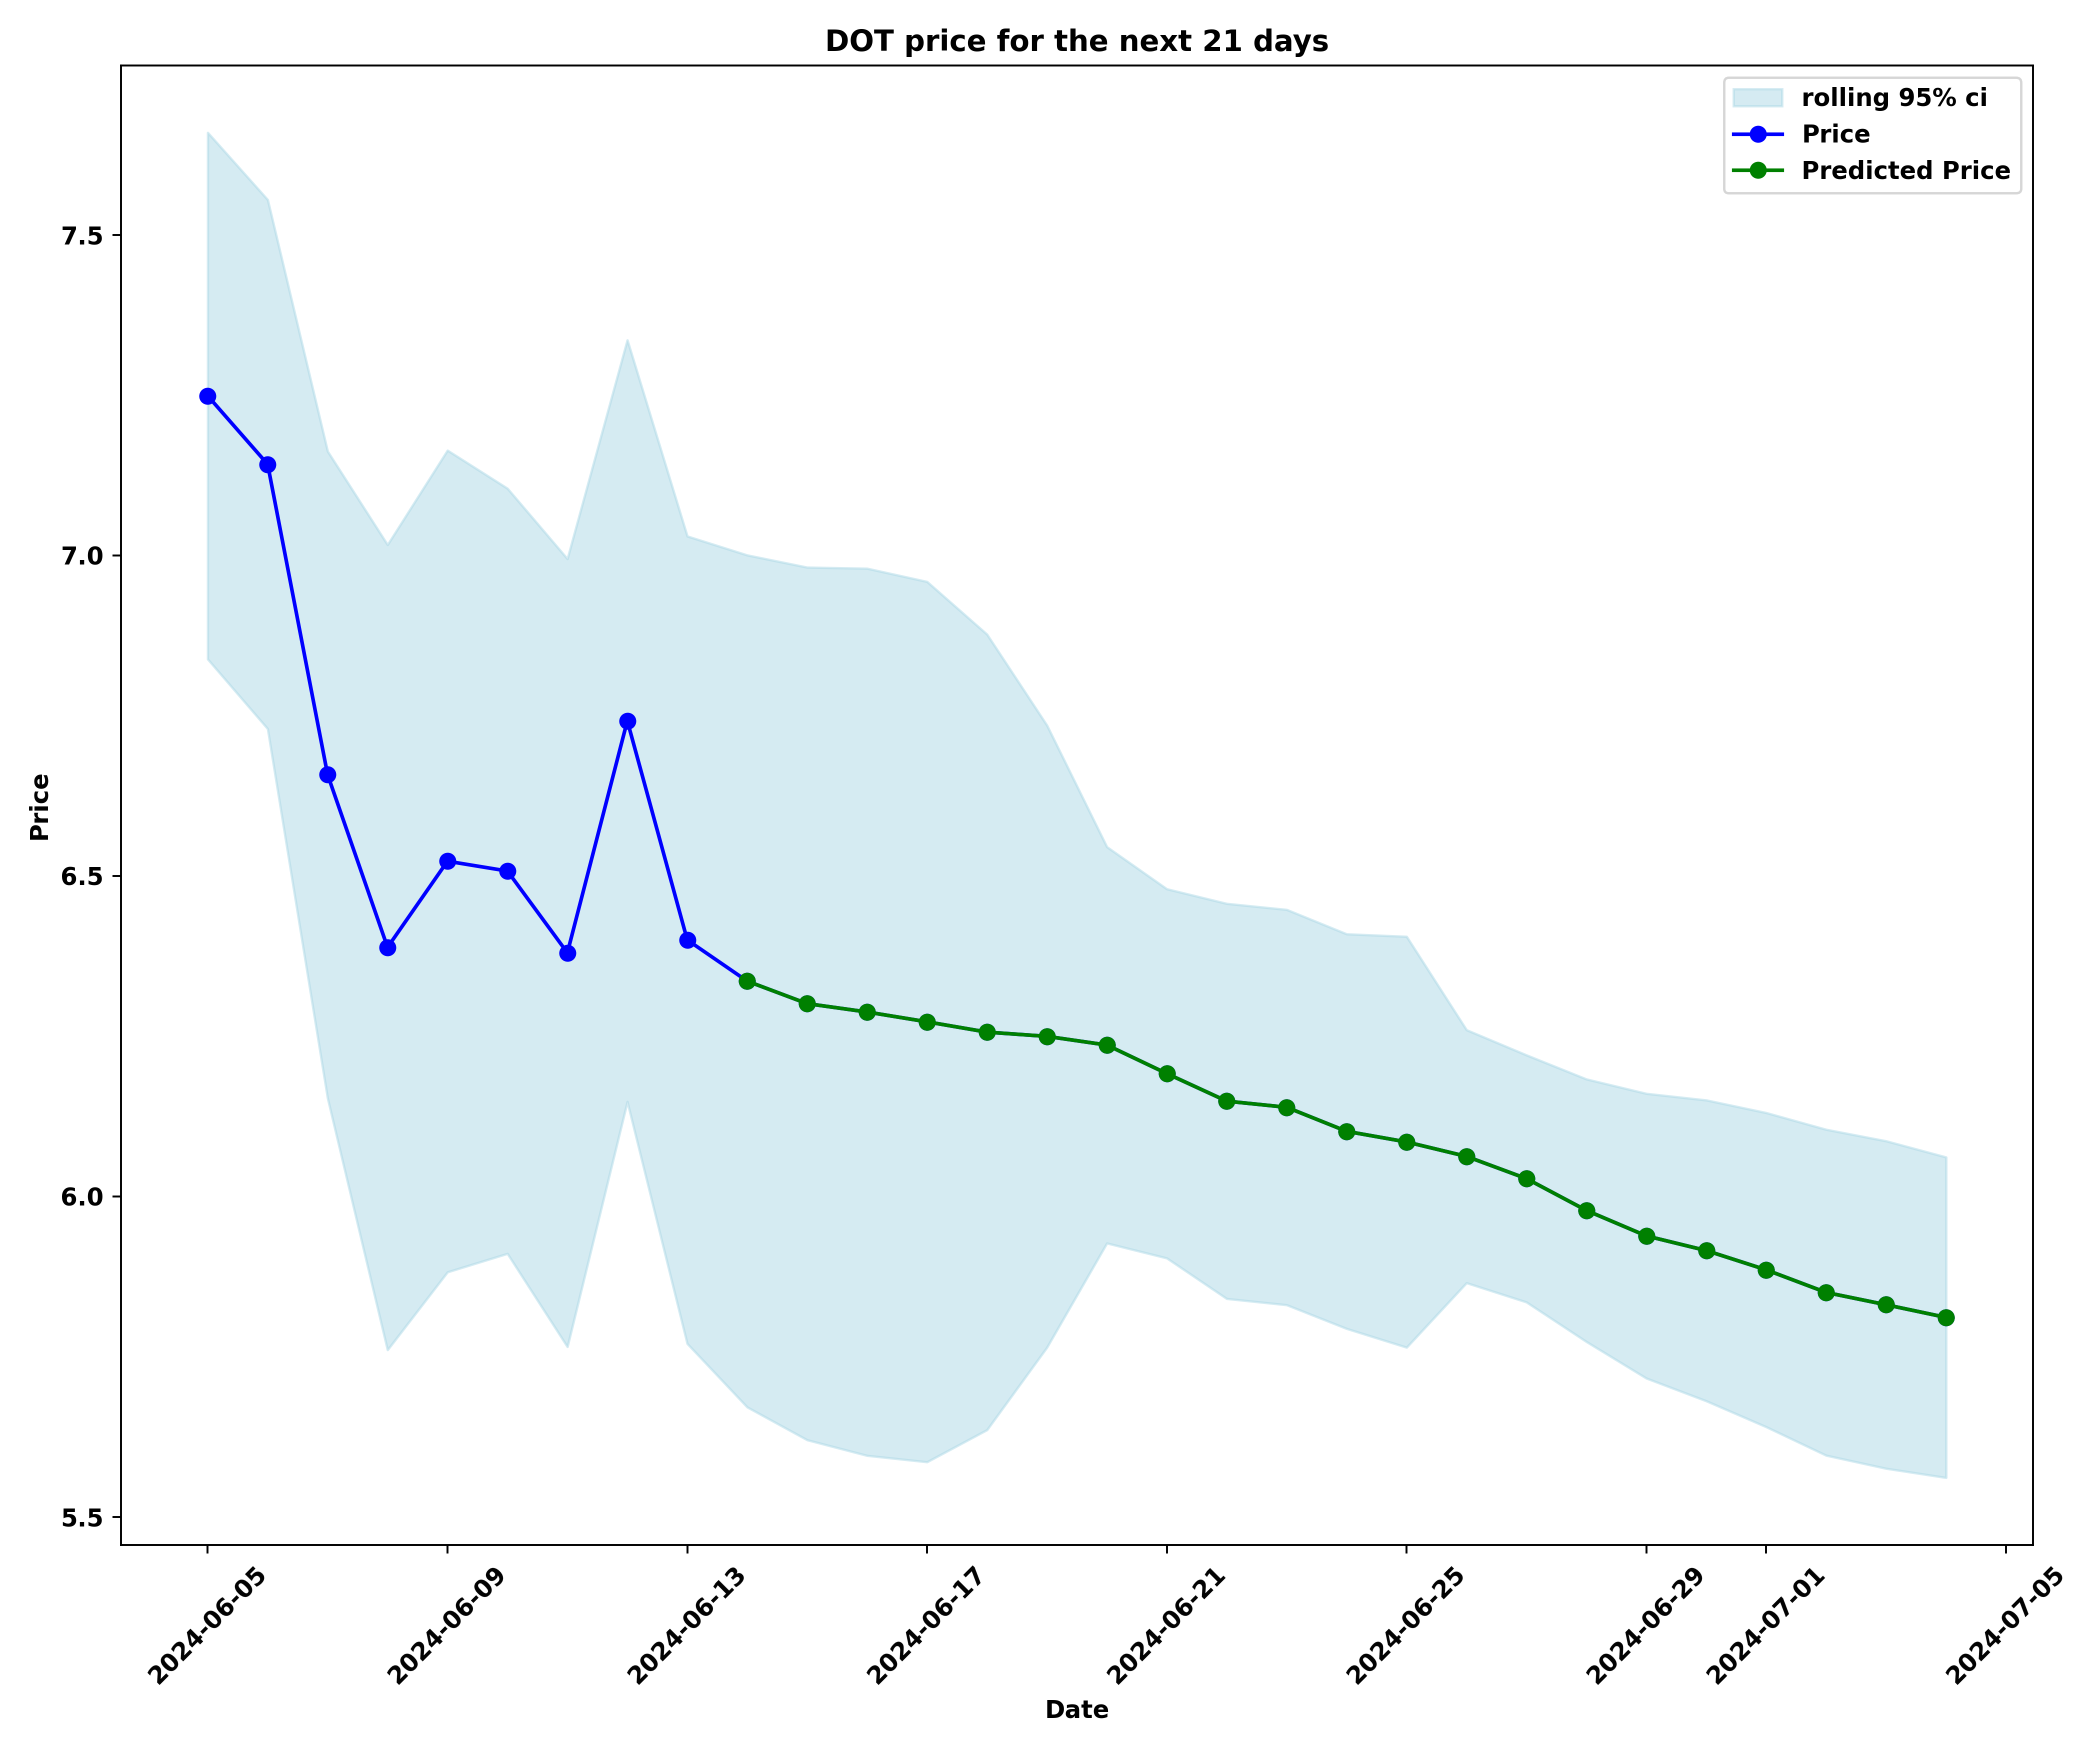 DOT price for the next 21 days
rolling 95% ci
Price
Predicted Price
7.5
7.0
6.5
6.0
5.5
Price
2024-06-05
2024-06-09
2024-06-13
2024-06-17
2024-06-21
2024-06-25
2024-06-29
2024-07-01
2024-07-05
Date